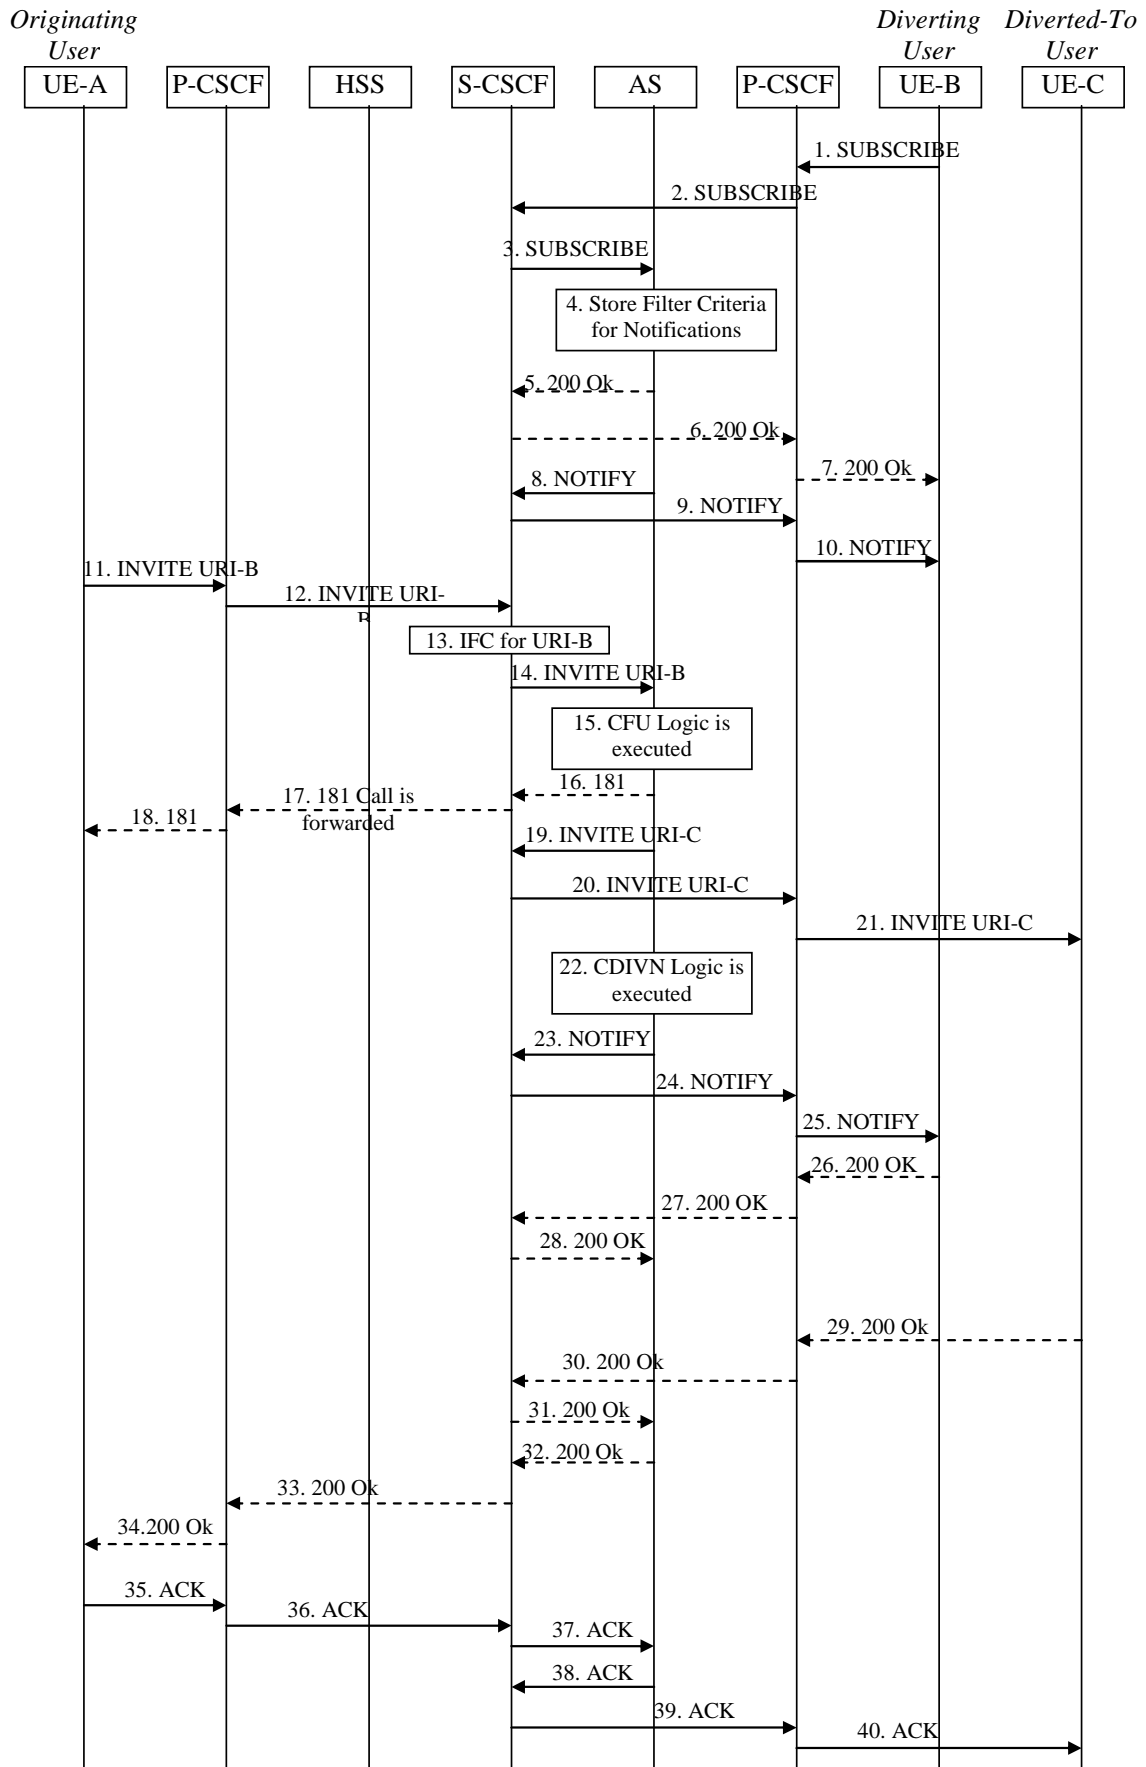 Originating
User
Diverting
User
Diverted-To
User
UE-A
P-CSCF
HSS
S-CSCF
AS
P-CSCF
UE-B
UE-C
1. SUBSCRIBE
2. SUBSCRIBE
3. SUBSCRIBE
4. Store Filter Criteria
for Notifications
5. 200 Ok
6. 200 Ok
7. 200 Ok
8. NOTIFY
9. NOTIFY
10. NOTIFY
11. INVITE URI-B
12. INVITE URI-
B
13. IFC for URI-B
14. INVITE URI-B
15. CFU Logic is
executed
16. 181
17. 181 Call is
forwarded
18. 181
19. INVITE URI-C
20. INVITE URI-C
21. INVITE URI-C
22. CDIVN Logic is
executed
23. NOTIFY
24. NOTIFY
25. NOTIFY
26. 200 OK
27. 200 OK
28. 200 OK
29. 200 Ok
30. 200 Ok
31. 200 Ok
32. 200 Ok
33. 200 Ok
34.200 Ok
35. ACK
36. ACK
37. ACK
38. ACK
39. ACK
40. ACK